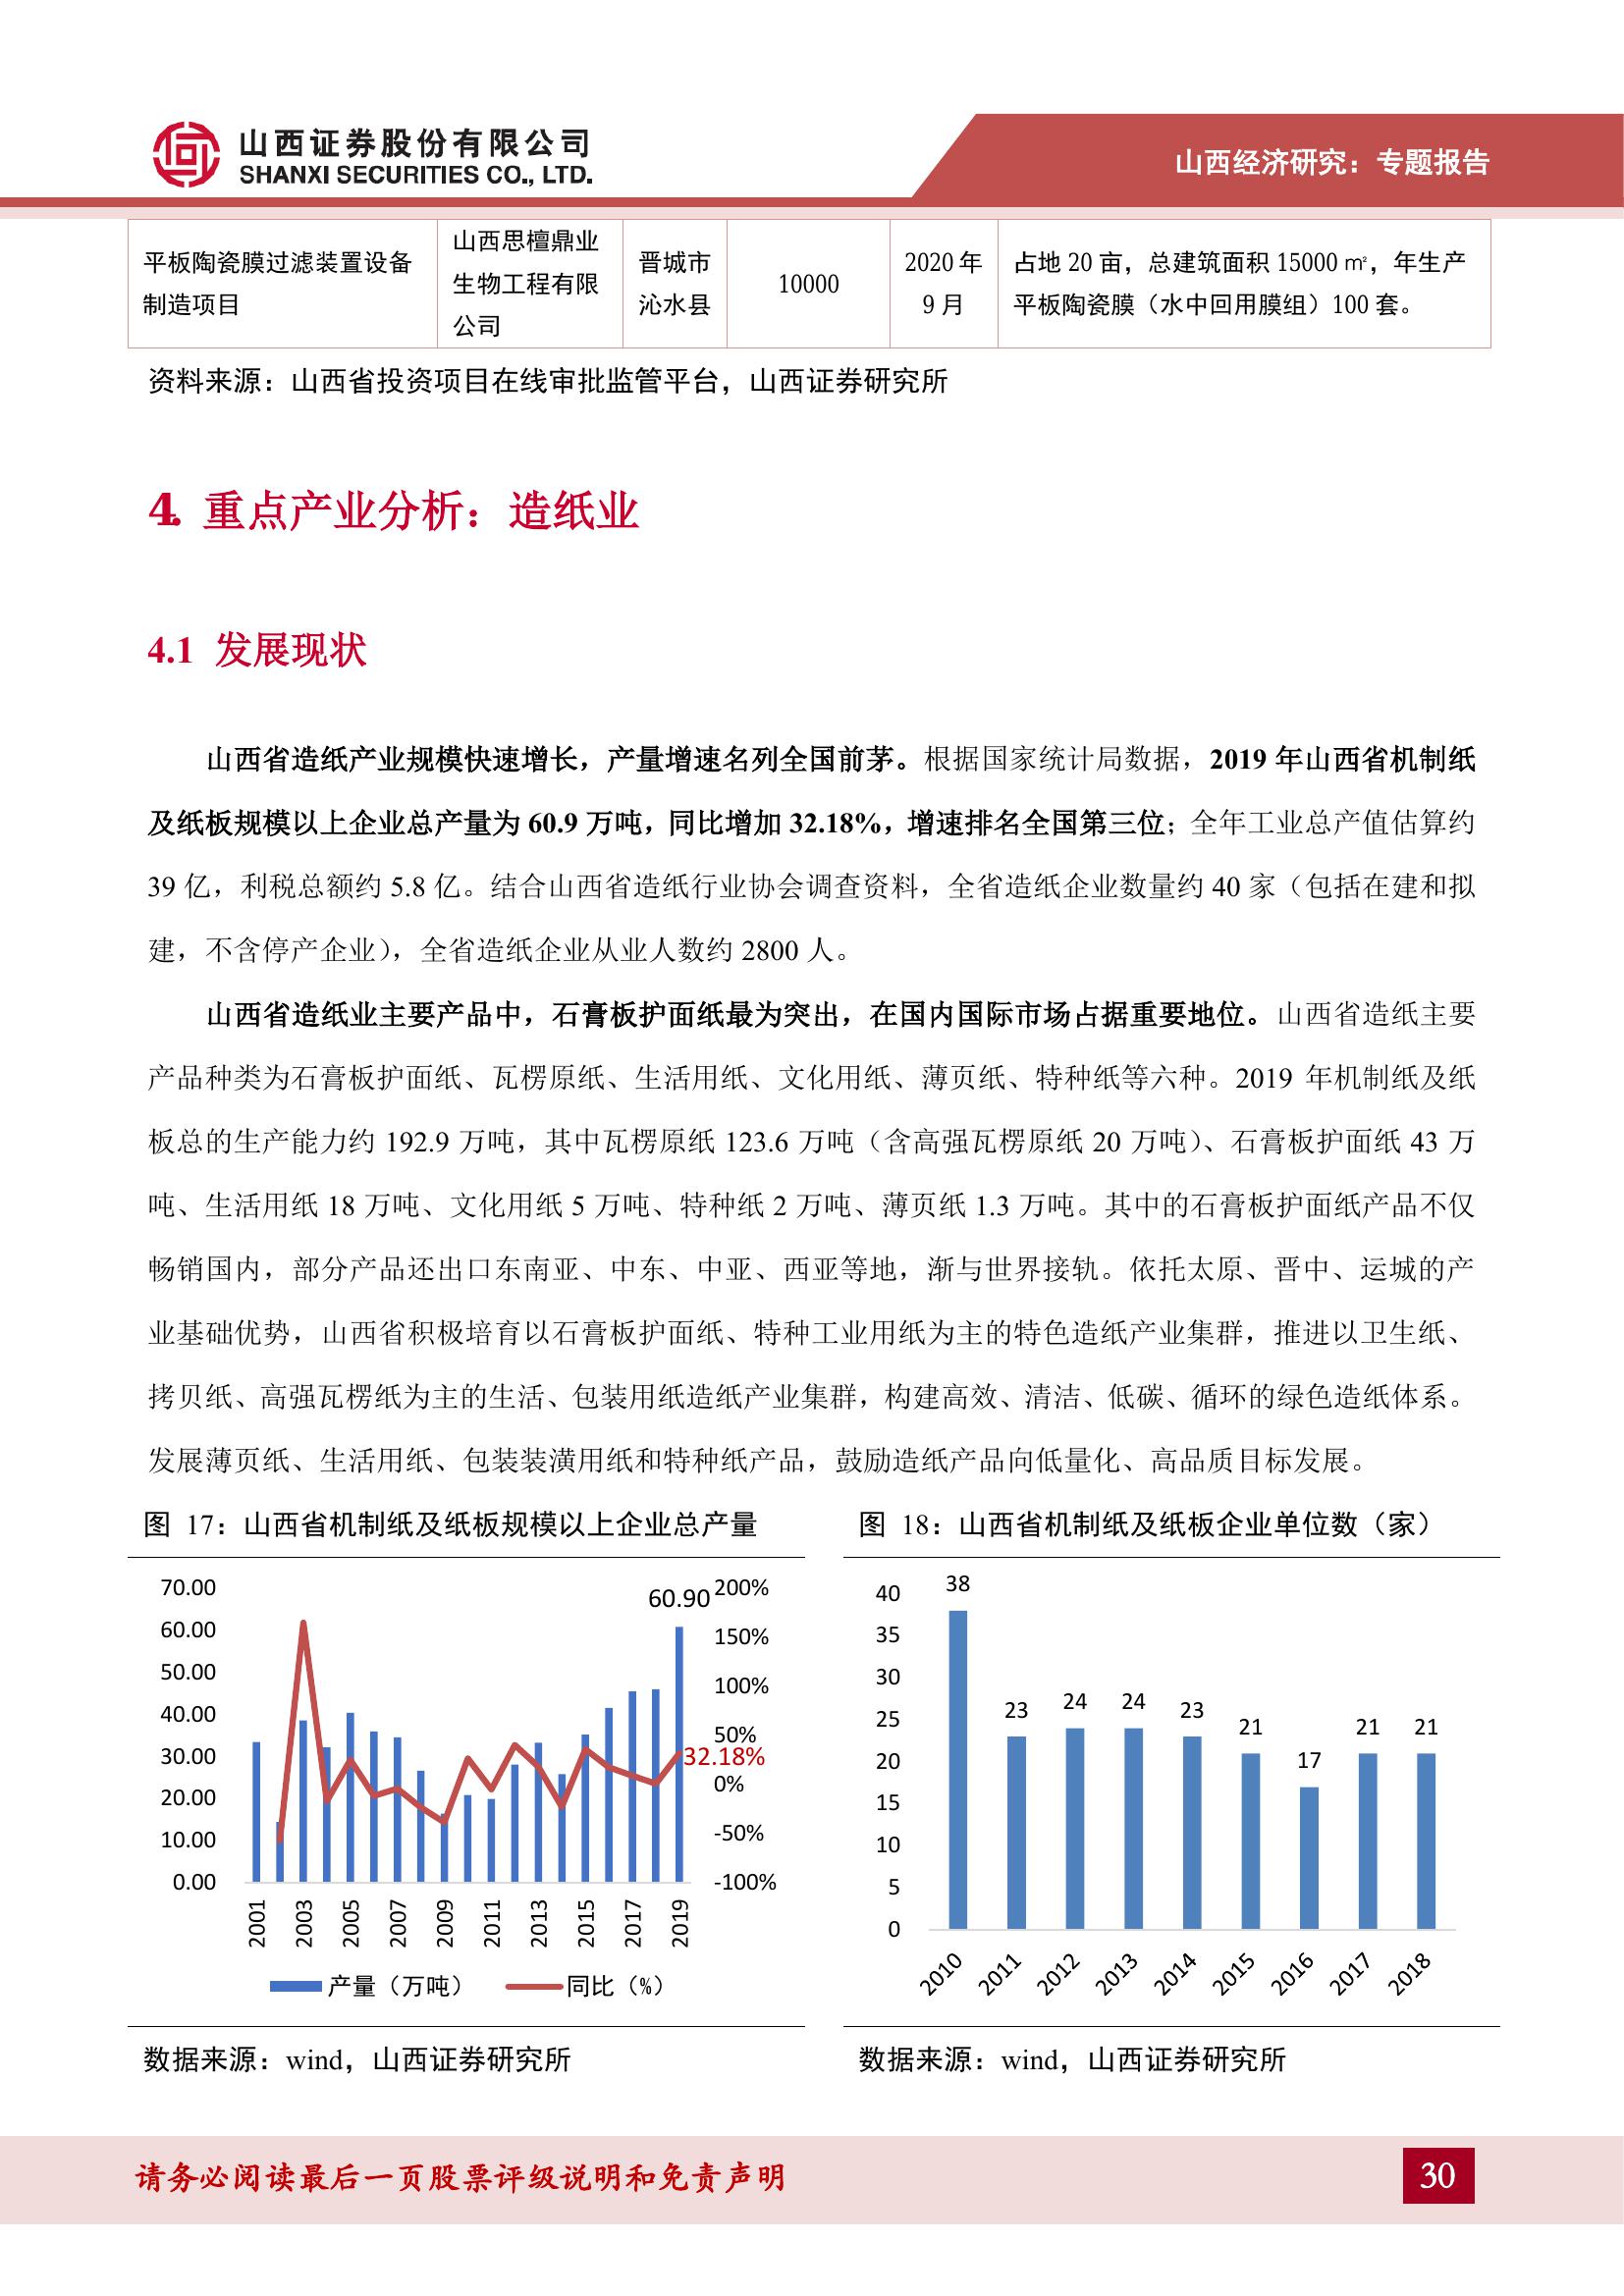 山西证券股份有限公司
SHANXI SECURITIES CO., LTD.
山西经济研究：专题报告
平板陶瓷膜过滤装置设备
制造项目
山西思檀鼎业
生物工程有限
公司
晋城市
沁水县
10000
2020 年
9 月
占地 20 亩，总建筑面积 15000 ㎡，年生产
平板陶瓷膜（水中回用膜组）100 套。
资料来源：山西省投资项目在线审批监管平台，山西证券研究所
4. 重点产业分析：造纸业
4.1 发展现状
山西省造纸产业规模快速增长，产量增速名列全国前茅。根据国家统计局数据，2019 年山西省机制纸
及纸板规模以上企业总产量为 60.9 万吨，同比增加 32.18%，增速排名全国第三位；全年工业总产值估算约
39 亿，利税总额约 5.8 亿。结合山西省造纸行业协会调查资料，全省造纸企业数量约 40 家（包括在建和拟
建，不含停产企业），全省造纸企业从业人数约 2800 人。
山西省造纸业主要产品中，石膏板护面纸最为突出，在国内国际市场占据重要地位。山西省造纸主要
产品种类为石膏板护面纸、瓦楞原纸、生活用纸、文化用纸、薄页纸、特种纸等六种。2019 年机制纸及纸
板总的生产能力约 192.9 万吨，其中瓦楞原纸 123.6 万吨（含高强瓦楞原纸 20 万吨）、石膏板护面纸 43 万
吨、生活用纸 18 万吨、文化用纸 5 万吨、特种纸 2 万吨、薄页纸 1.3 万吨。其中的石膏板护面纸产品不仅
畅销国内，部分产品还出口东南亚、中东、中亚、西亚等地，渐与世界接轨。依托太原、晋中、运城的产
业基础优势，山西省积极培育以石膏板护面纸、特种工业用纸为主的特色造纸产业集群，推进以卫生纸、
拷贝纸、高强瓦楞纸为主的生活、包装用纸造纸产业集群，构建高效、清洁、低碳、循环的绿色造纸体系。
发展薄页纸、生活用纸、包装装潢用纸和特种纸产品，鼓励造纸产品向低量化、高品质目标发展。
图 17：山西省机制纸及纸板规模以上企业总产量
70.00
60.00
50.00
40.00
30.00
20.00
10.00
0.00
60.90
32.18%
200%
150%
100%
50%
0%
-50%
-100%
2001
2003
2005
2007
2009
2011
2013
2015
2017
2019
产量（万吨）
同比（%）
数据来源：wind，山西证券研究所
图 18：山西省机制纸及纸板企业单位数（家）
40
35
30
25
20
15
10
5
0
38
23
24
24
23
21
17
21
21
2010
2011
2012
2013
2014
2015
2016
2017
2018
数据来源：wind，山西证券研究所
请务必阅读最后一页股票评级说明和免责声明
30